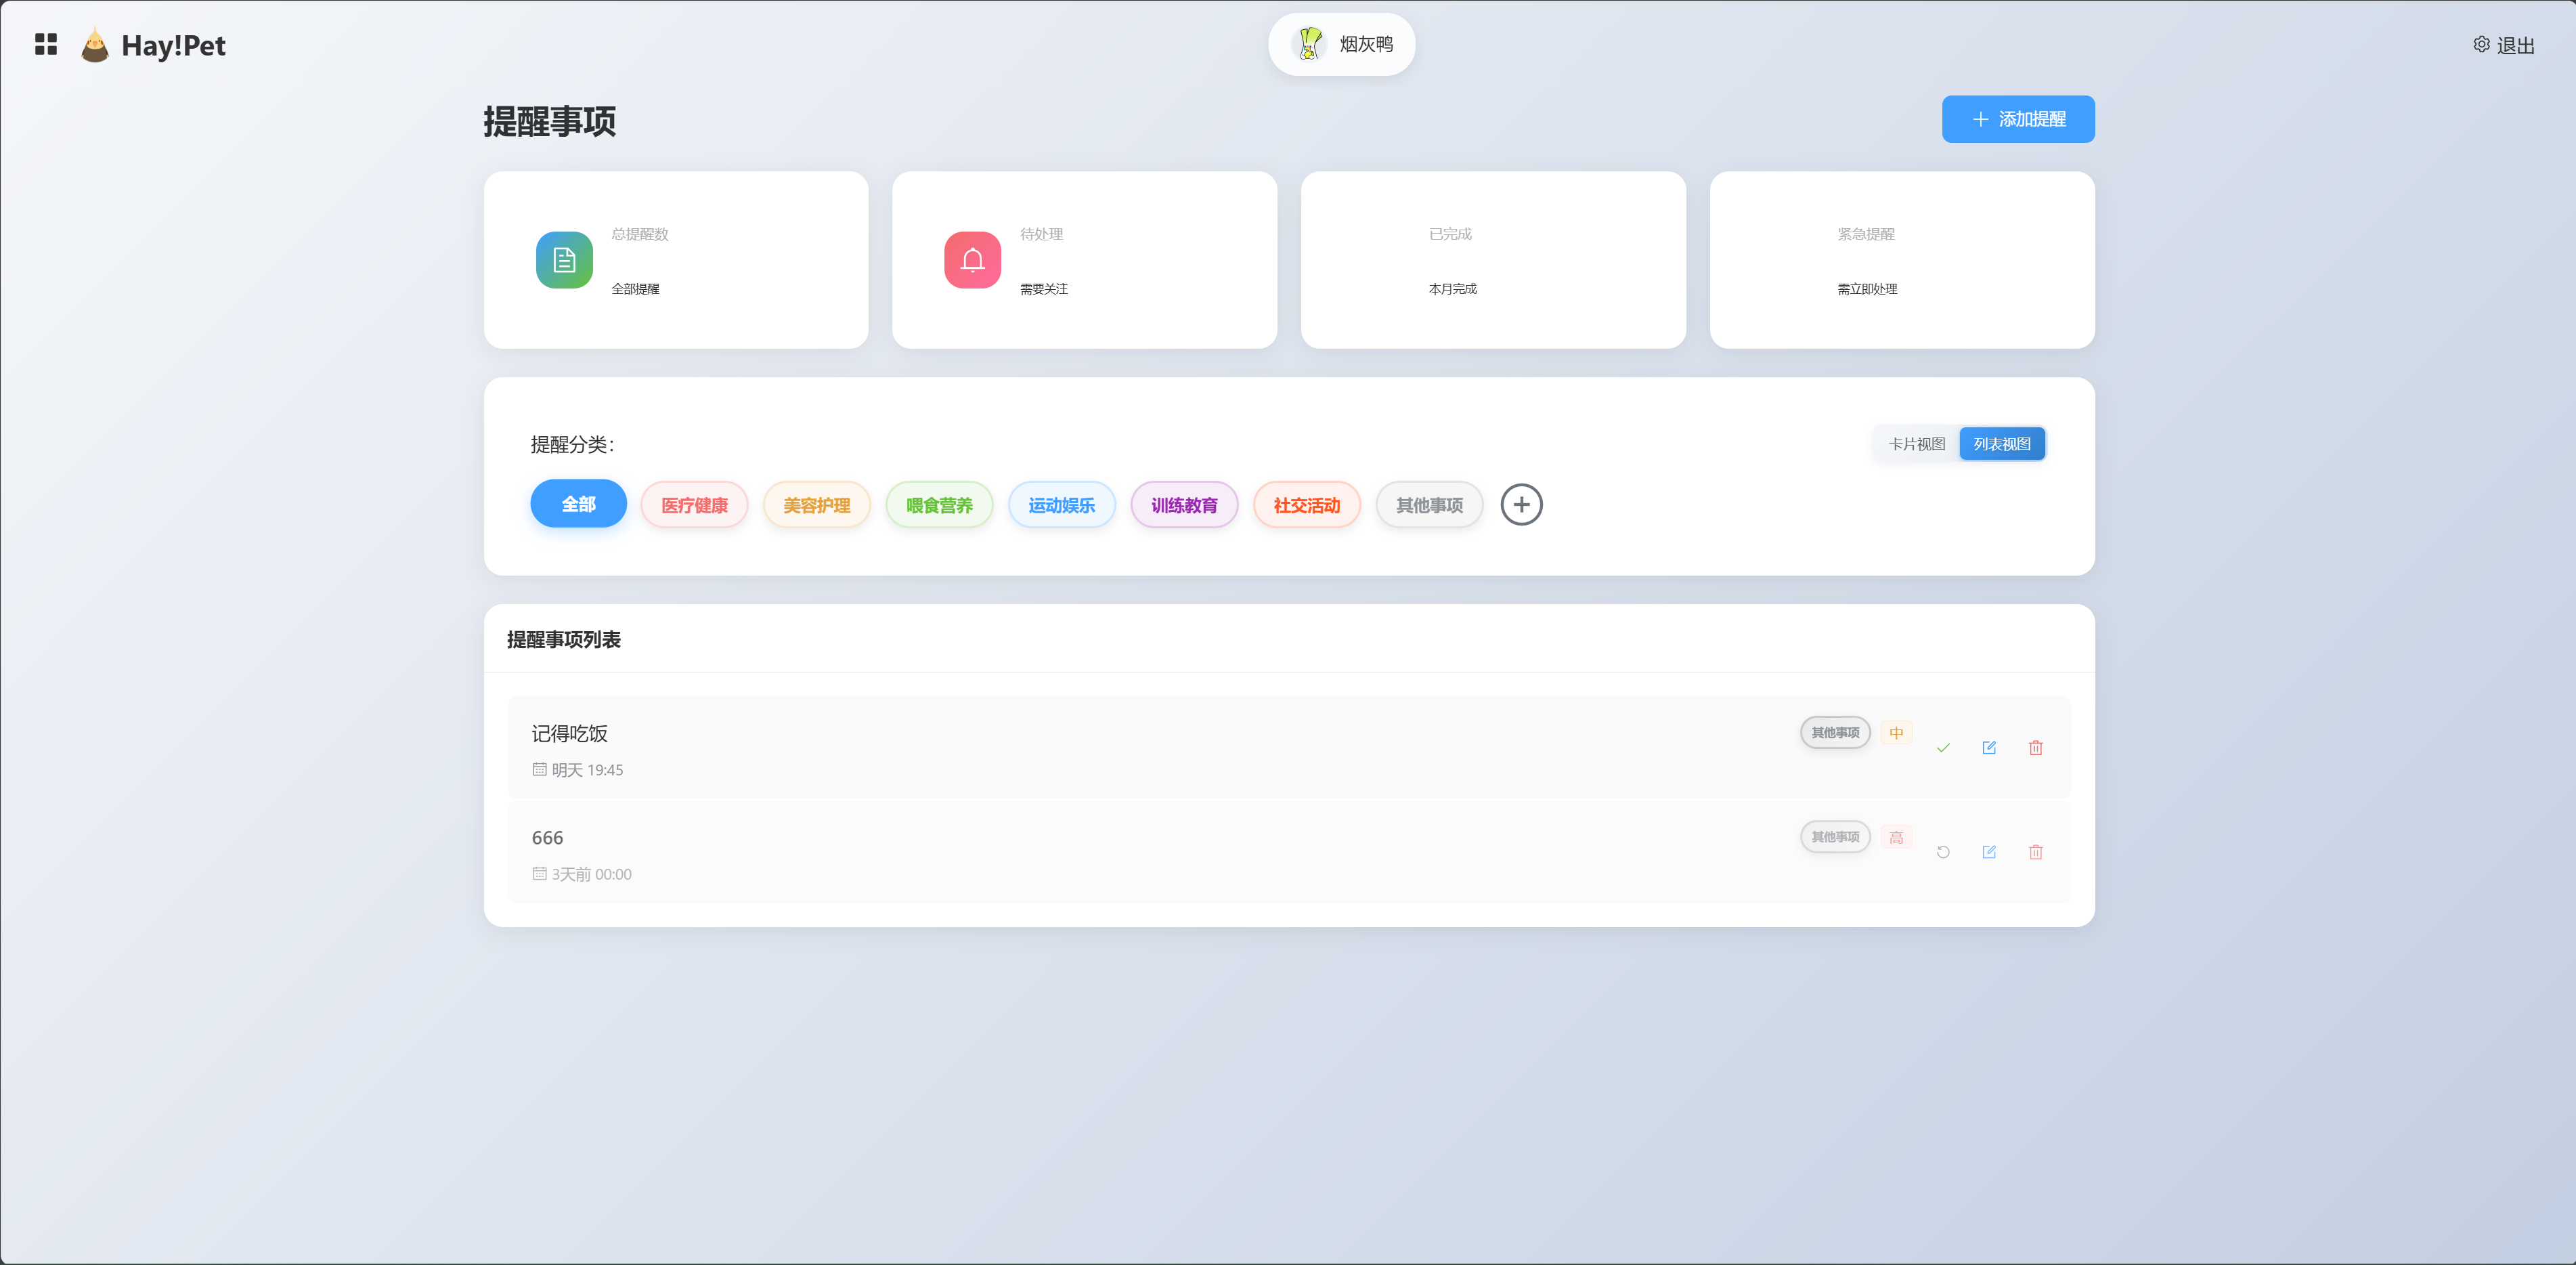 Hay!Pet
烟灰鸭
退出
提醒事项
添加提醒
总提醒数
全部提醒
待处理
需要关注
已完成
本月完成
紧急提醒
需立即处理
提醒分类：
卡片视图 列表视图
全部 医疗健康 美容护理 喂食营养 运动娱乐 训练教育 社交活动 其他事项
提醒事项列表
记得吃饭
其他事项 中
明天 19:45
666
其他事项 高
3天前 00:00